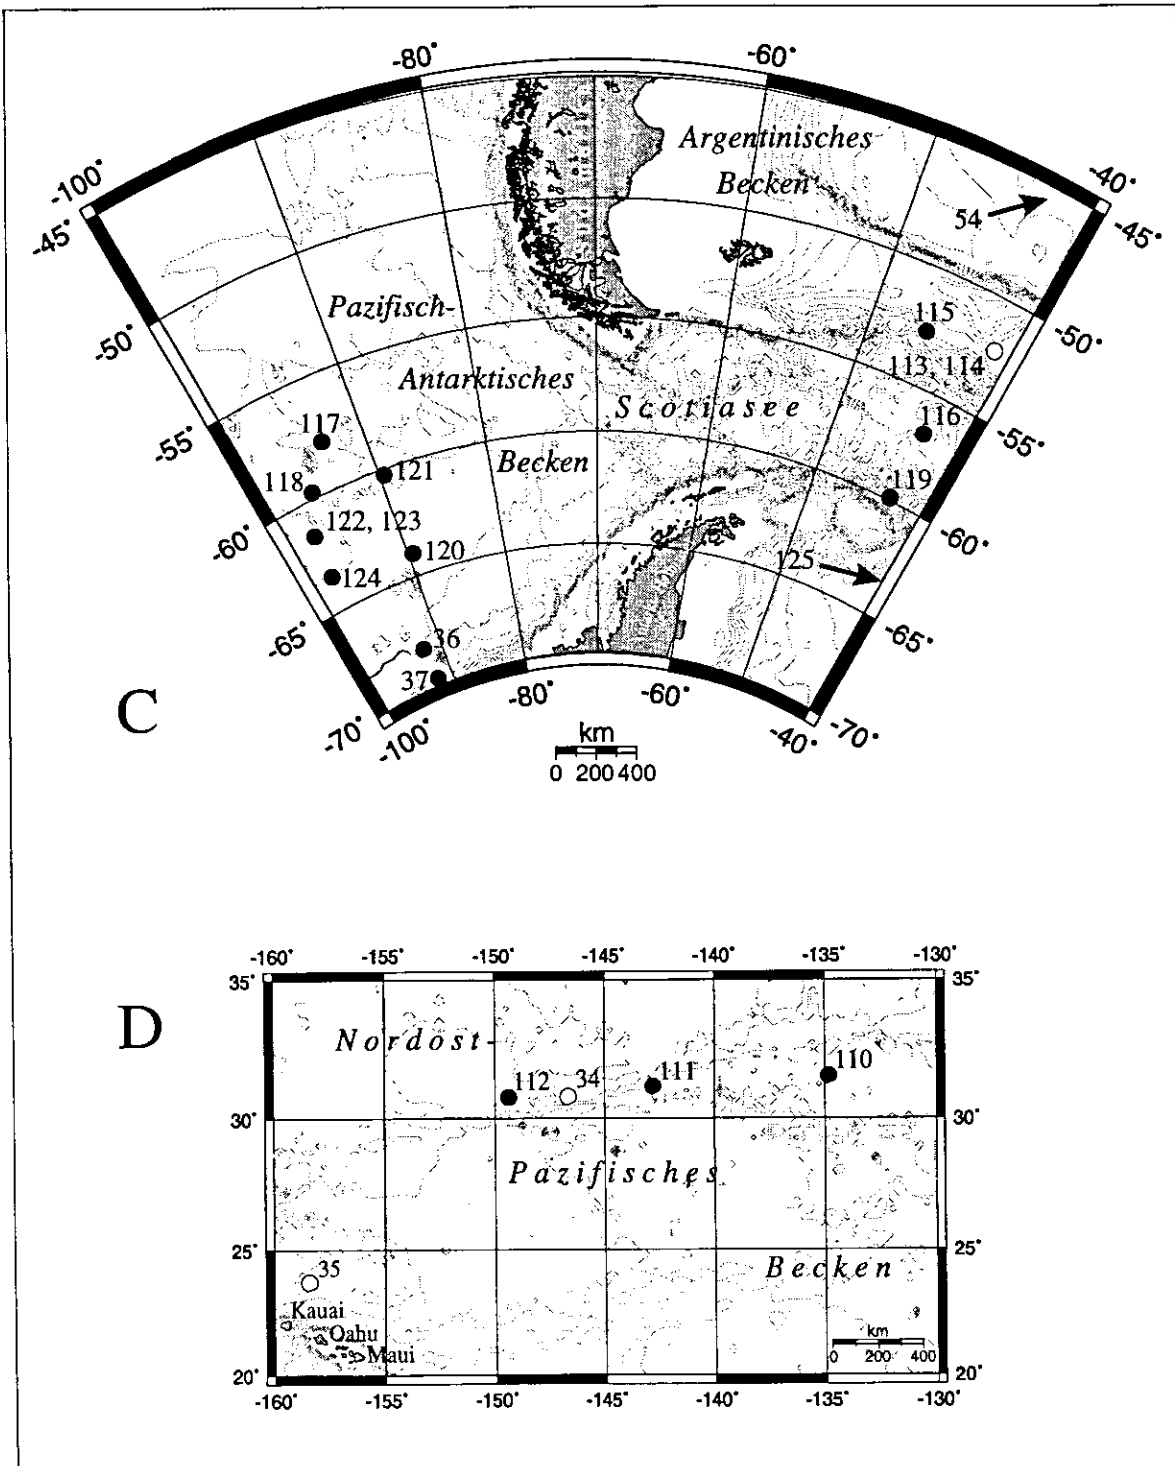 -80° -60°
-100° -40°
-45° -45°
Argentinisches
Becken
54
Pazifisch-
-50° -50°
115
113, 114
Antarktisches
Scotiasee
116
117
-55° -55°
Becken
121
118
119
122, 123
120
-60° -60°
124
125
36
-65° -65°
37
C
-80° -60°
-70° -70°
-100° -40°
km
0 200 400
-160° -155° -150° -145° -140° -135° -130°
35° 35°
D
Nordost-
112 34 111 110
30° 30°
Pazifisches
25° 25°
35
Becken
Kauai
Oahu
Maui
km
0 200 400
20° 20°
-160° -155° -150° -145° -140° -135° -130°